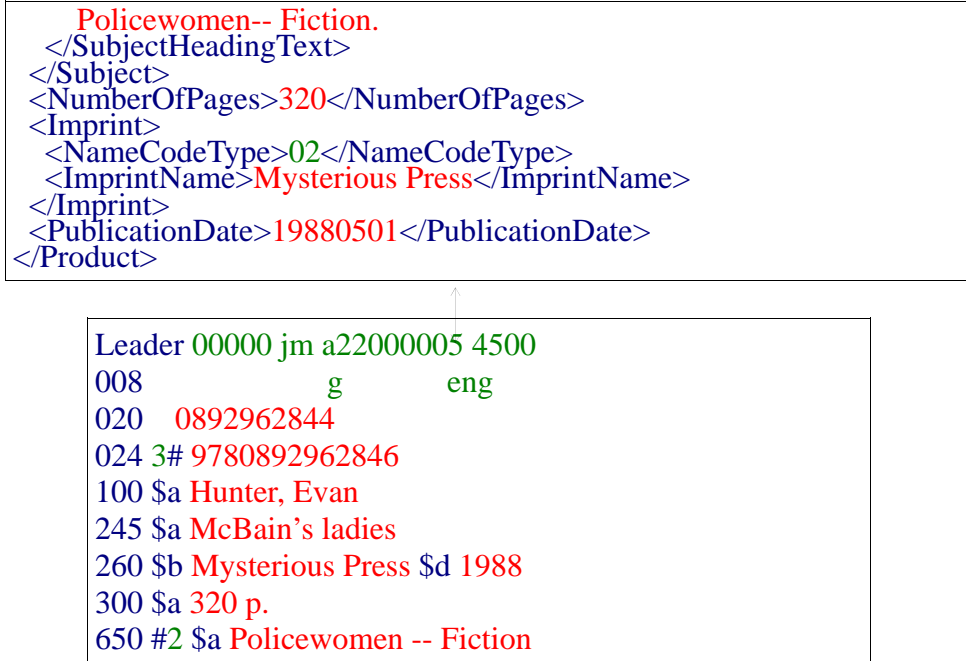 Policewomen-- Fiction.
</SubjectHeadingText>
</Subject>
<NumberOfPages>320</NumberOfPages>
<Imprint>
<NameCodeType>02</NameCodeType>
<ImprintName>Mysterious Press</ImprintName>
</Imprint>
<PublicationDate>19880501</PublicationDate>
</Product>
Leader 00000 jm a22000005 4500
008 g eng
020 0892962844
024 3# 9780892962846
100 $a Hunter, Evan
245 $a McBain’s ladies
260 $b Mysterious Press $d 1988
300 $a 320 p.
650 #2 $a Policewomen -- Fiction